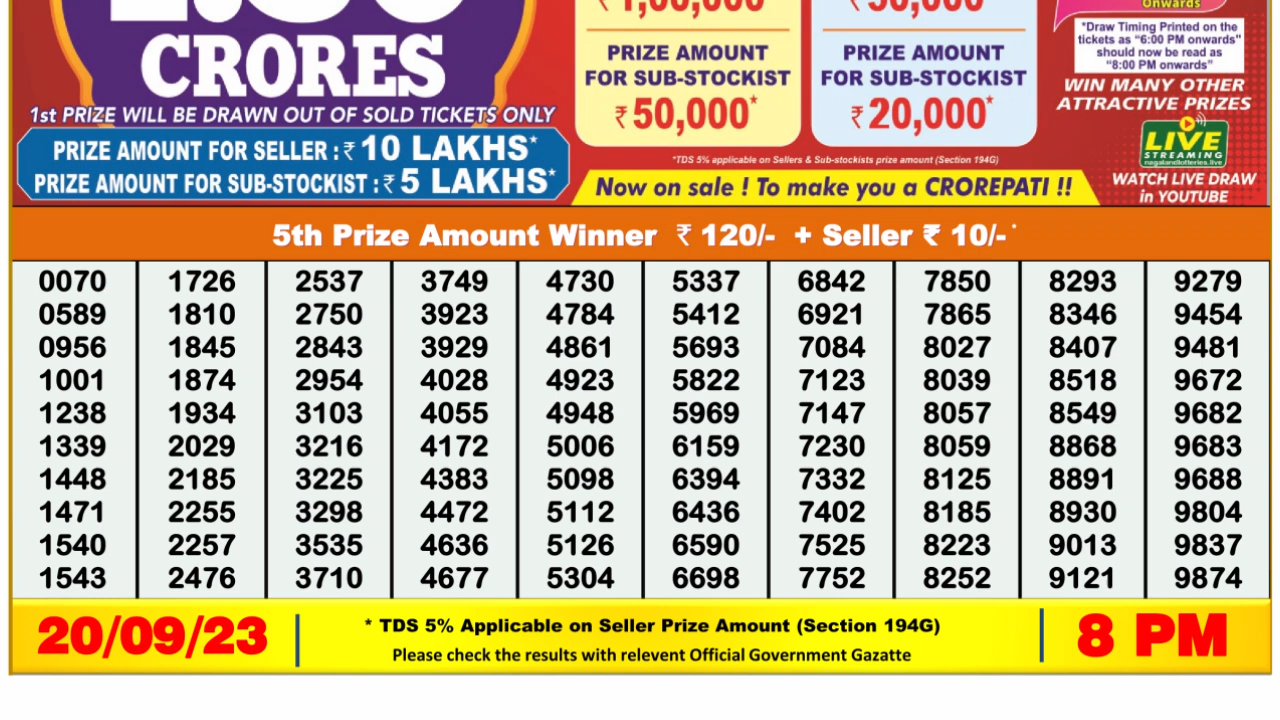 CRORES
1st PRIZE WILL BE DRAWN OUT OF SOLD TICKETS ONLY
PRIZE AMOUNT FOR SELLER : ₹ 10 LAKHS*
PRIZE AMOUNT FOR SUB-STOCKIST : ₹ 5 LAKHS*
PRIZE AMOUNT
FOR SUB-STOCKIST
₹ 50,000*
PRIZE AMOUNT
FOR SUB-STOCKIST
₹ 20,000*
*TDS 5% applicable on Sellers & Sub-stockists prize amount (Section 194G)
Now on sale ! To make you a CROREPATI !!
Onwards
*Draw Timing Printed on the
tickets as “6:00 PM onwards”
should now be read as
“8:00 PM onwards”
WIN MANY OTHER
ATTRACTIVE PRIZES
LIVE
STREAMING
nagalandlotteries.live
WATCH LIVE DRAW
in YOUTUBE
5th Prize Amount Winner ₹ 120/- + Seller ₹ 10/-*
0070 1726 2537 3749 4730 5337 6842 7850 8293 9279
0589 1810 2750 3923 4784 5412 6921 7865 8346 9454
0956 1845 2843 3929 4861 5693 7084 8027 8407 9481
1001 1874 2954 4028 4923 5822 7123 8039 8518 9672
1238 1934 3103 4055 4948 5969 7147 8057 8549 9682
1339 2029 3216 4172 5006 6159 7230 8059 8868 9683
1448 2185 3225 4383 5098 6394 7332 8125 8891 9688
1471 2255 3298 4472 5112 6436 7402 8185 8930 9804
1540 2257 3535 4636 5126 6590 7525 8223 9013 9837
1543 2476 3710 4677 5304 6698 7752 8252 9121 9874
20/09/23
* TDS 5% Applicable on Seller Prize Amount (Section 194G)
Please check the results with relevent Official Government Gazatte
8 PM